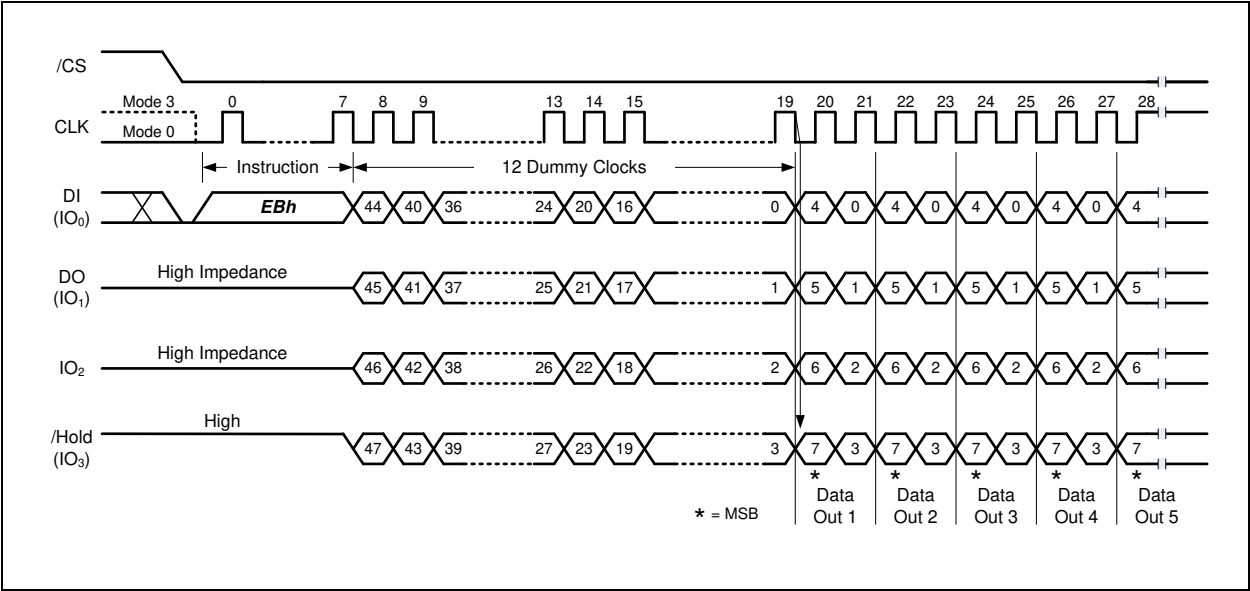 /CS
Mode 3 0 7 8 9 13 14 15 19 20 21 22 23 24 25 26 27 28
CLK
Mode 0
Instruction 12 Dummy Clocks
DI
(IO0)
EBh 44 40 36 24 20 16 0 4 0 4 0 4 0 4 0 4
DO
(IO1)
High Impedance 45 41 37 25 21 17 1 5 1 5 1 5 1 5 1 5
IO2
High Impedance 46 42 38 26 22 18 2 6 2 6 2 6 2 6 2 6
/Hold
(IO3)
High 47 43 39 27 23 19 3 7 3 7 3 7 3 7 3 7
* * * * *
Data Data Data Data Data
Out 1 Out 2 Out 3 Out 4 Out 5
* = MSB